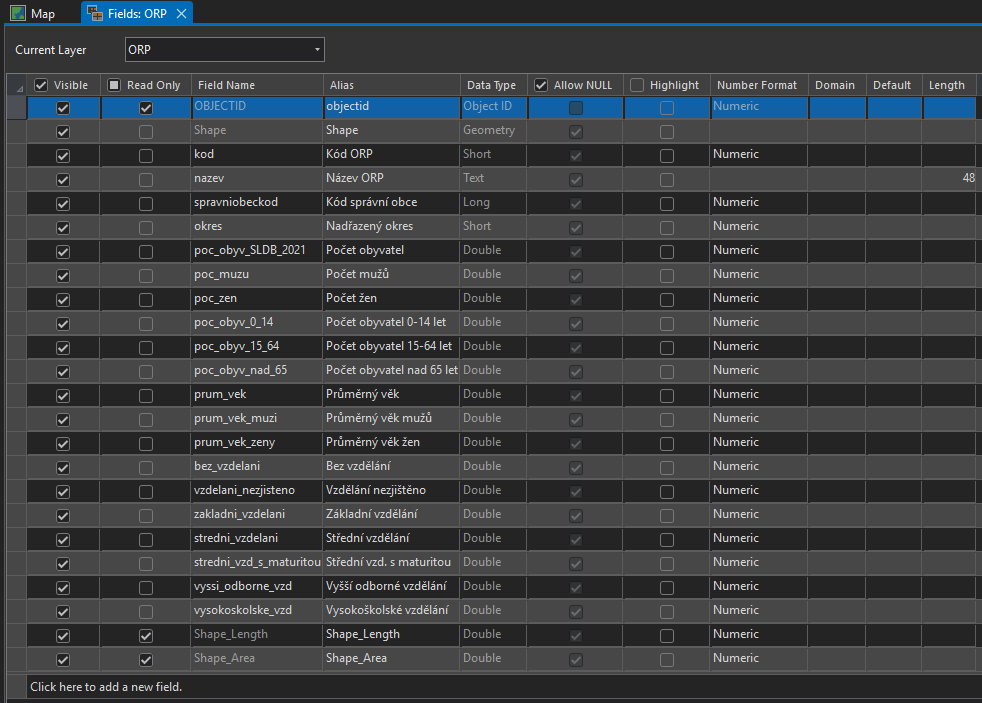 Map
Fields: ORP
Current Layer ORP
Visible Read Only Field Name Alias Data Type Allow NULL Highlight Number Format Domain Default Length
OBJECTID objectid Object ID Numeric
Shape Shape Geometry
kod Kód ORP Short Numeric
nazev Název ORP Text 48
spravniobeckod Kód správní obce Long Numeric
okres Nadřazený okres Short Numeric
poc_obyv_SLDB_2021 Počet obyvatel Double Numeric
poc_muzu Počet mužů Double Numeric
poc_zen Počet žen Double Numeric
poc_obyv_0_14 Počet obyvatel 0-14 let Double Numeric
poc_obyv_15_64 Počet obyvatel 15-64 let Double Numeric
poc_obyv_nad_65 Počet obyvatel nad 65 let Double Numeric
prum_vek Průměrný věk Double Numeric
prum_vek_muzi Průměrný věk mužů Double Numeric
prum_vek_zeny Průměrný věk žen Double Numeric
bez_vzdelani Bez vzdělání Double Numeric
vzdelani_nezjisteno Vzdělání nezjištěno Double Numeric
zakladni_vzdelani Základní vzdělání Double Numeric
stredni_vzdelani Střední vzdělání Double Numeric
stredni_vzd_s_maturitou Střední vzd. s maturitou Double Numeric
vyssi_odborne_vzd Vyšší odborné vzdělání Double Numeric
vysokoskolske_vzd Vysokoškolské vzdělání Double Numeric
Shape_Length Shape_Length Double Numeric
Shape_Area Shape_Area Double Numeric
Click here to add a new field.